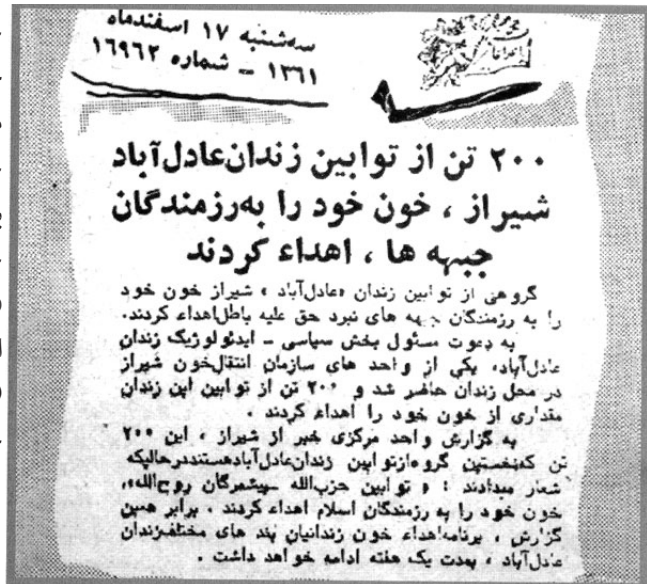 سه‌شنبه ۱۷ اسفندماه
۱۳۶۱ – شماره ۱۶۹۶۲
۲۰۰ تن از توابین زندان‌عادل‌آباد
شیراز ، خون خود را به‌رزمندگان
جبهه ها ، اهداء کردند
گروهی از توابین زندان «عادل‌آباد» شیراز خون خود
را به رزمندگان جبهه های نبرد حق علیه باطل‌اهداء کردند.
به دعوت مسئول بخش سیاسی – ایدئولوژیک زندان
عادل‌آباد، یکی از واحد های سازمان انتقال‌خون شیراز
در محل زندان حاضر شد و ۲۰۰ تن از توابین این زندان
مقداری از خون خود را اهداء کردند .
به گزارش واحد مرکزی خبر از شیراز ، این ۲۰۰
تن که‌نخستین گروه‌ازتوابین زندان‌عادل‌آبادهستنددرحالیکه
شعار میدادند : « توابین حزب‌الله پیشمرگان روح‌الله»،
خون خود را به رزمندگان اسلام اهداء کردند . برابر همین
گزارش ، برنامه‌اهداء خون زندانیان بند های مختلف‌زندان
عادل‌آباد ، بمدت یک هفته ادامه خواهد داشت .